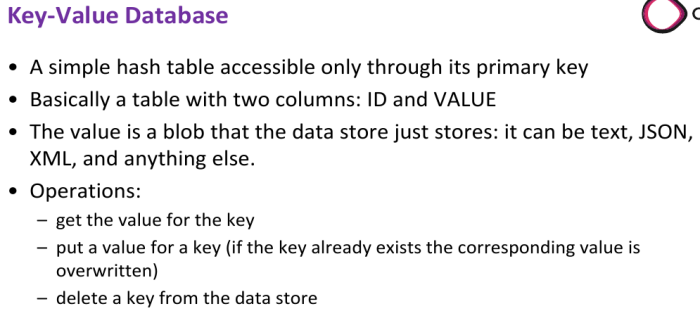 Key-Value Database
• A simple hash table accessible only through its primary key
• Basically a table with two columns: ID and VALUE
• The value is a blob that the data store just stores: it can be text, JSON,
XML, and anything else.
• Operations:
– get the value for the key
– put a value for a key (if the key already exists the corresponding value is
overwritten)
– delete a key from the data store